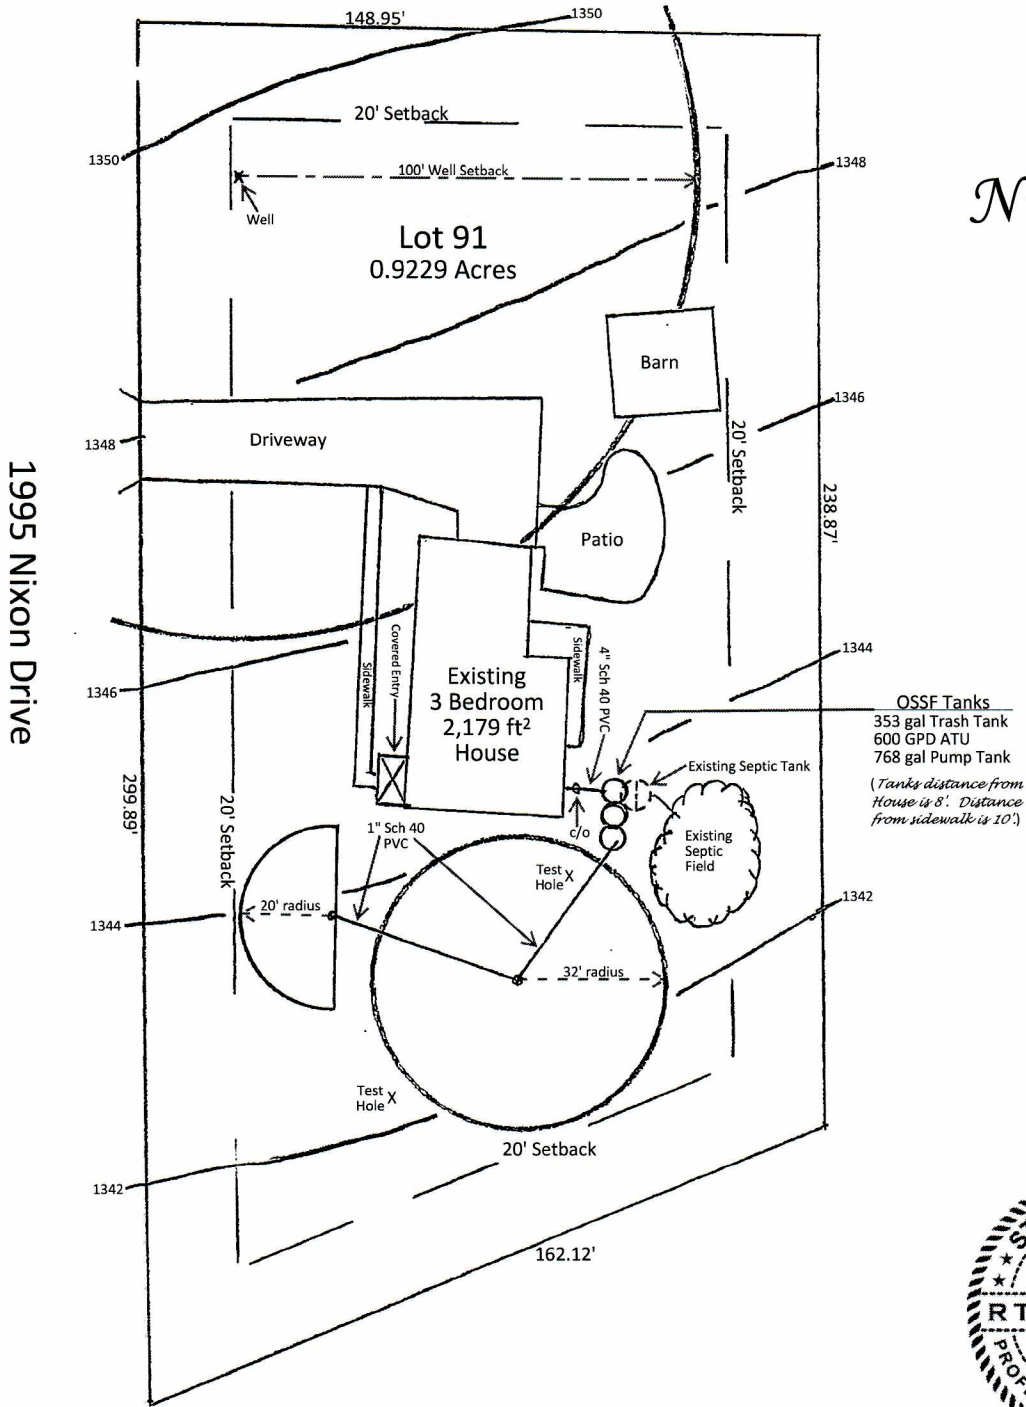 148.95'
1350
20' Setback
1350
1348
100' Well Setback
Well
N
Lot 91
0.9229 Acres
Barn
1346
Driveway
1348
20' Setback
238.87'
1995 Nixon Drive
Patio
Covered Entry
Sidewalk
Sidewalk
4" Sch 40 PVC
1344
1346
Existing
3 Bedroom
2,179 ft²
House
OSSF Tanks
353 gal Trash Tank
600 GPD ATU
768 gal Pump Tank
(Tanks distance from
House is 8'. Distance
from sidewalk is 10'.)
Existing Septic Tank
299.89'
20' Setback
1" Sch 40
PVC
c/o
Existing
Septic
Field
Test
Hole X
1342
20' radius
1344
32' radius
Test
Hole X
20' Setback
1342
162.12'
RT
PROF